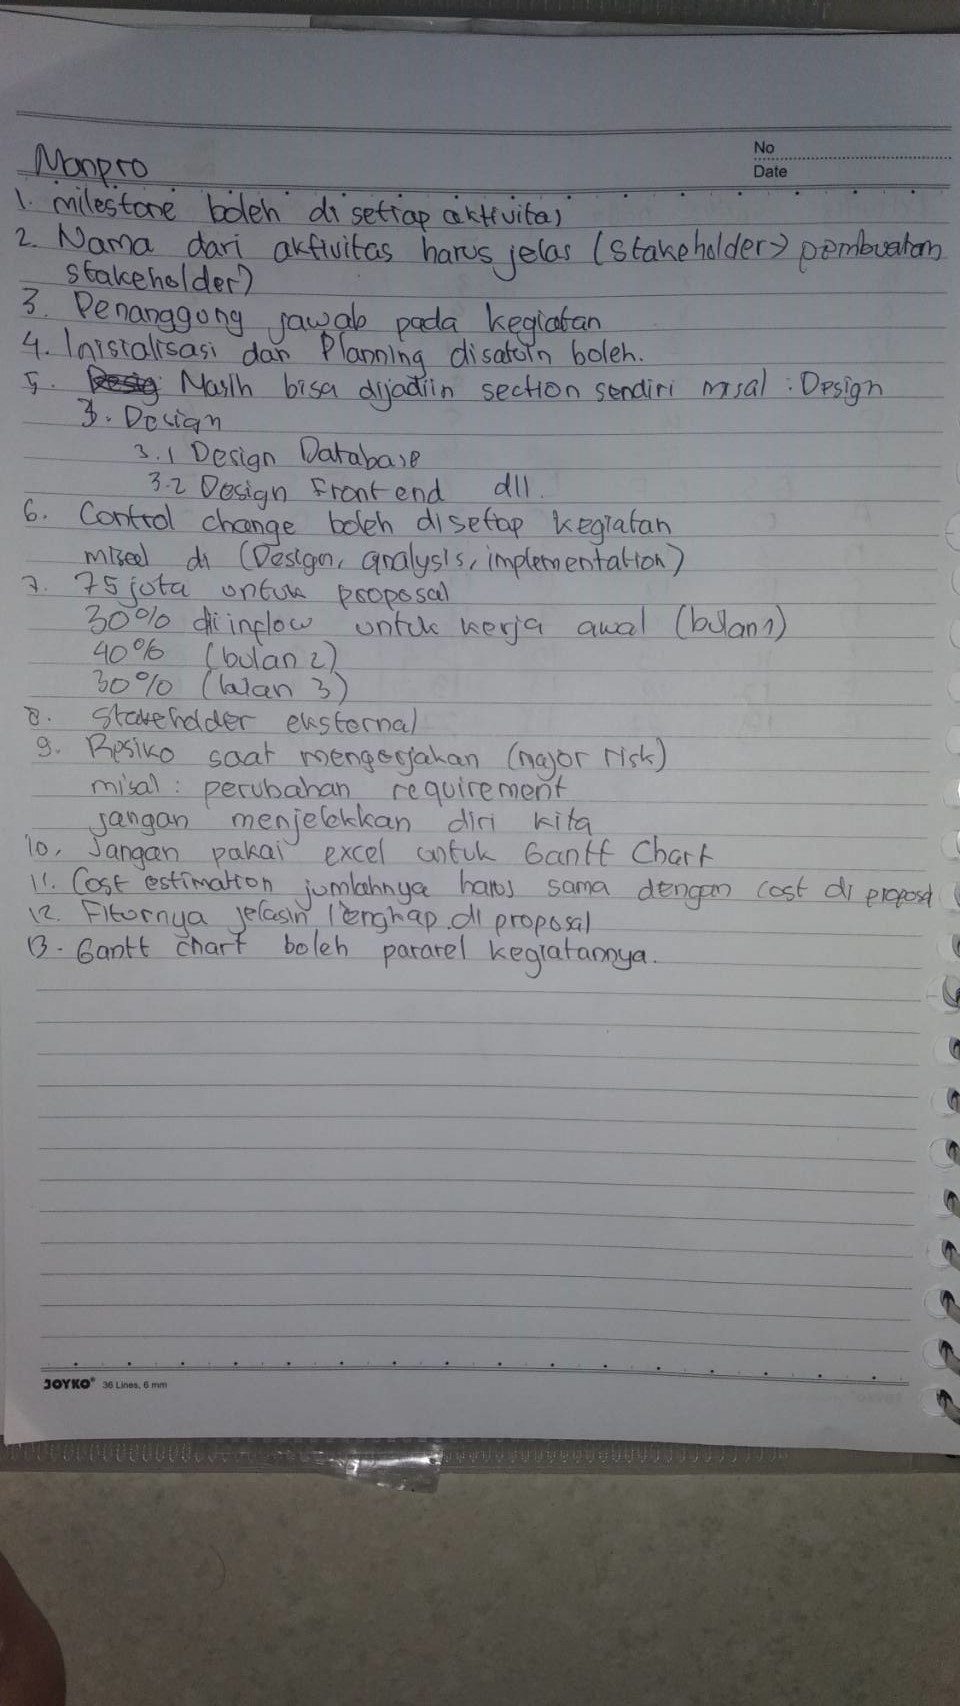 No
Date
Manpro
1. milestone boleh di setiap aktivitas
2. Nama dari aktivitas harus jelas (stakeholder → pembuatan
stakeholder)
3. Penanggung jawab pada kegiatan
4. Inisialisasi dan Planning disatuin boleh.
5. Masih bisa dijadiin section sendiri misal : Design
3. Design
3.1 Design Database
3.2 Design Front end dll.
6. Control change boleh disetiap kegiatan
misal di (Design, analysis, implementation)
7. 75 juta untuk proposal
30% di inflow untuk kerja awal (bulan 1)
40% (bulan 2)
30% (bulan 3)
8. Stakeholder eksternal
9. Resiko saat mengerjakan (major risk)
misal : perubahan requirement
jangan menjelekkan diri kita
10. Jangan pakai excel untuk Gantt Chart
11. Cost estimation jumlahnya harus sama dengan cost di proposal
12. Fiturnya jelasin lengkap di proposal
13. Gantt chart boleh pararel kegiatannya.
JOYKO 36 Lines, 6 mm